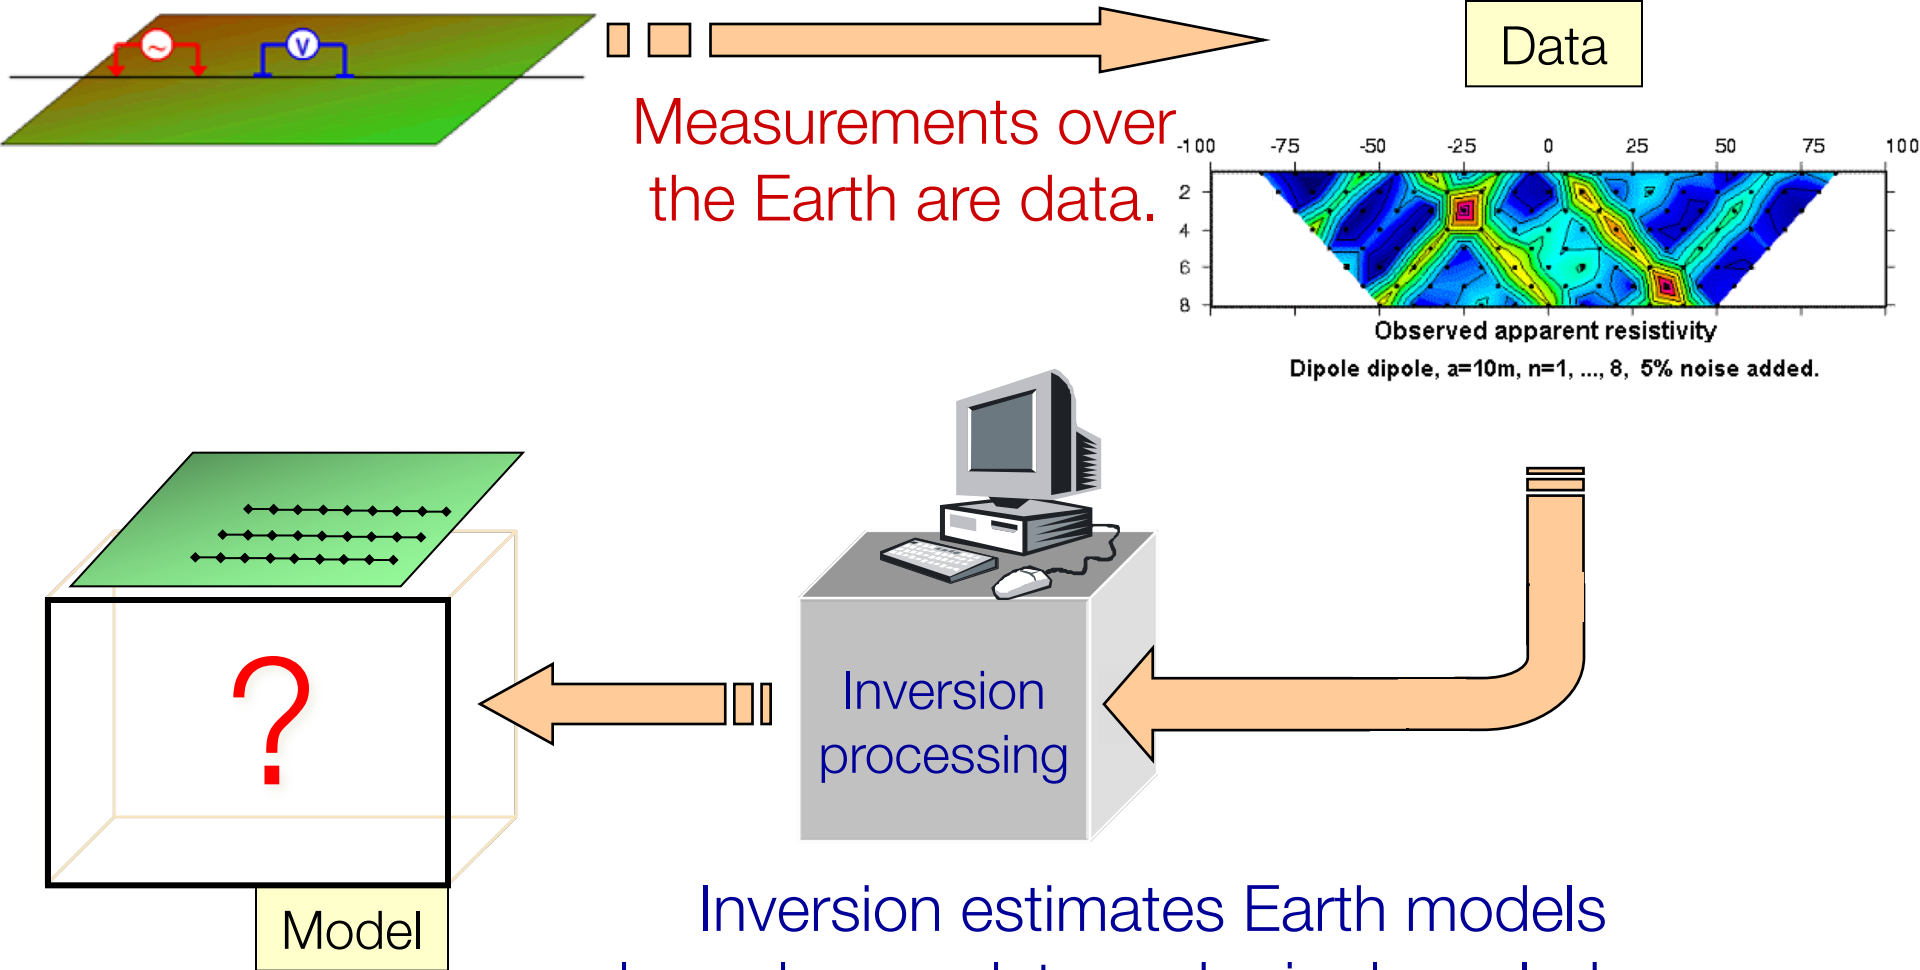 ~ V
Data
Measurements over
the Earth are data.
-100 -75 -50 -25 0 25 50 75 100
2
4
6
8
Observed apparent resistivity
Dipole dipole, a=10m, n=1, ..., 8, 5% noise added.
?
Inversion
processing
Model
Inversion estimates Earth models